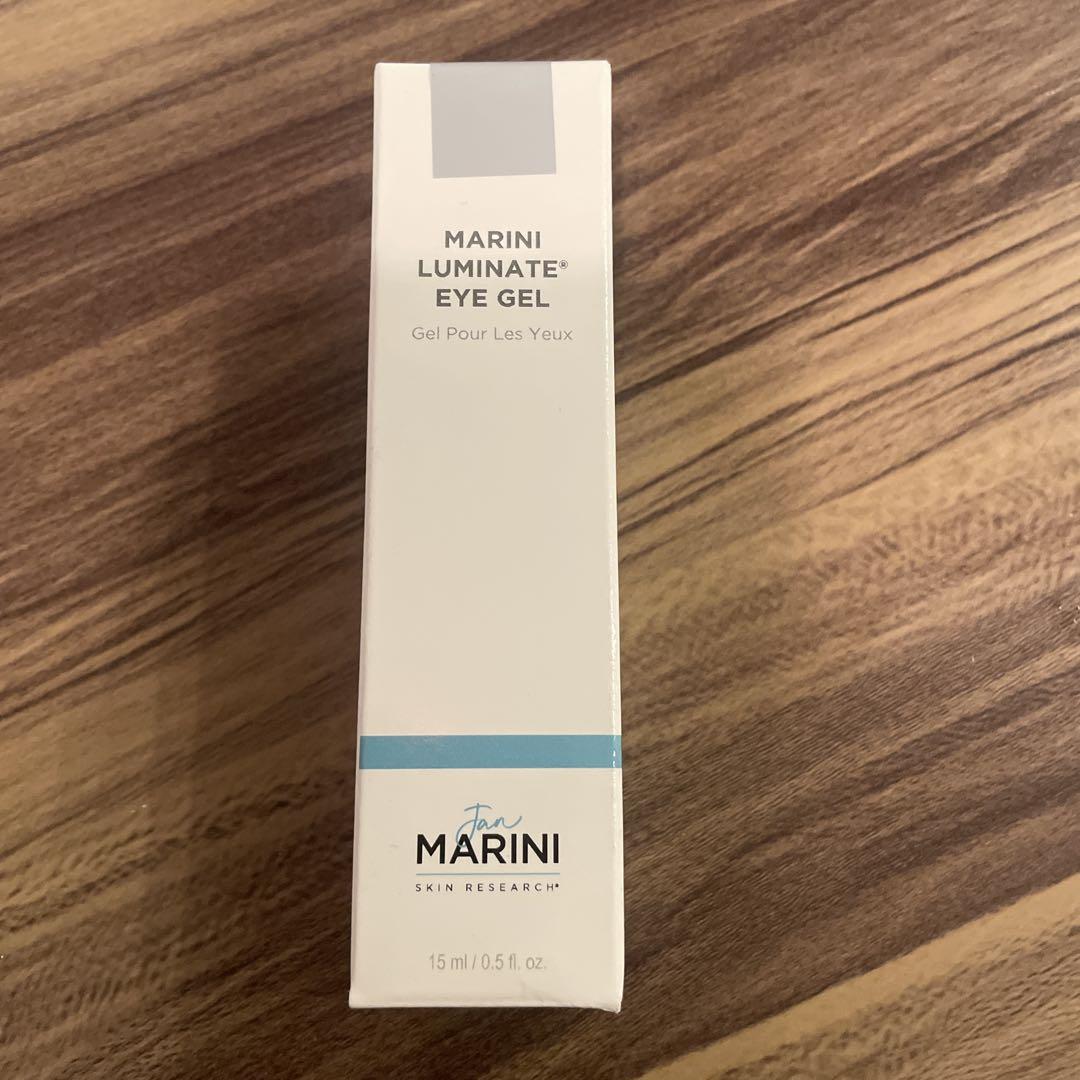 MARINI
LUMINATE®
EYE GEL
Gel Pour Les Yeux
Jan
MARINI
SKIN RESEARCH®
15 ml / 0.5 fl. oz.